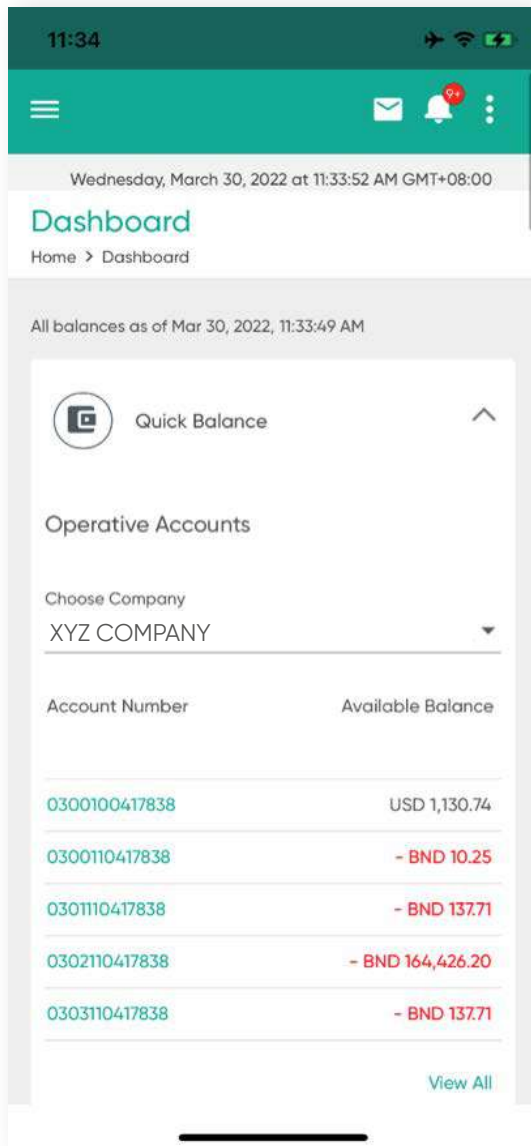 11:34
9+
Wednesday, March 30, 2022 at 11:33:52 AM GMT+08:00
Dashboard
Home > Dashboard
All balances as of Mar 30, 2022, 11:33:49 AM
Quick Balance
Operative Accounts
Choose Company
XYZ COMPANY
Account Number Available Balance
0300100417838 USD 1,130.74
0300110417838 - BND 10.25
0301110417838 - BND 137.71
0302110417838 - BND 164,426.20
0303110417838 - BND 137.71
View All